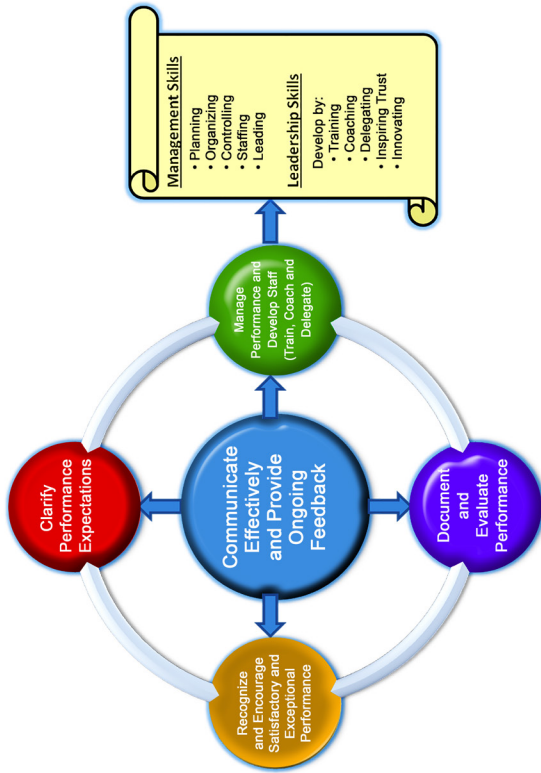 Clarify
Performance
Expectations
Communicate
Effectively
and Provide
Ongoing
Feedback
Manage
Performance and
Develop Staff
(Train, Coach and
Delegate)
Document
and
Evaluate
Performance
Recognize
and Encourage
Satisfactory and
Exceptional
Performance
Management Skills
• Planning
• Organizing
• Controlling
• Staffing
• Leading
Leadership Skills
Develop by:
• Training
• Coaching
• Delegating
• Inspiring Trust
• Innovating